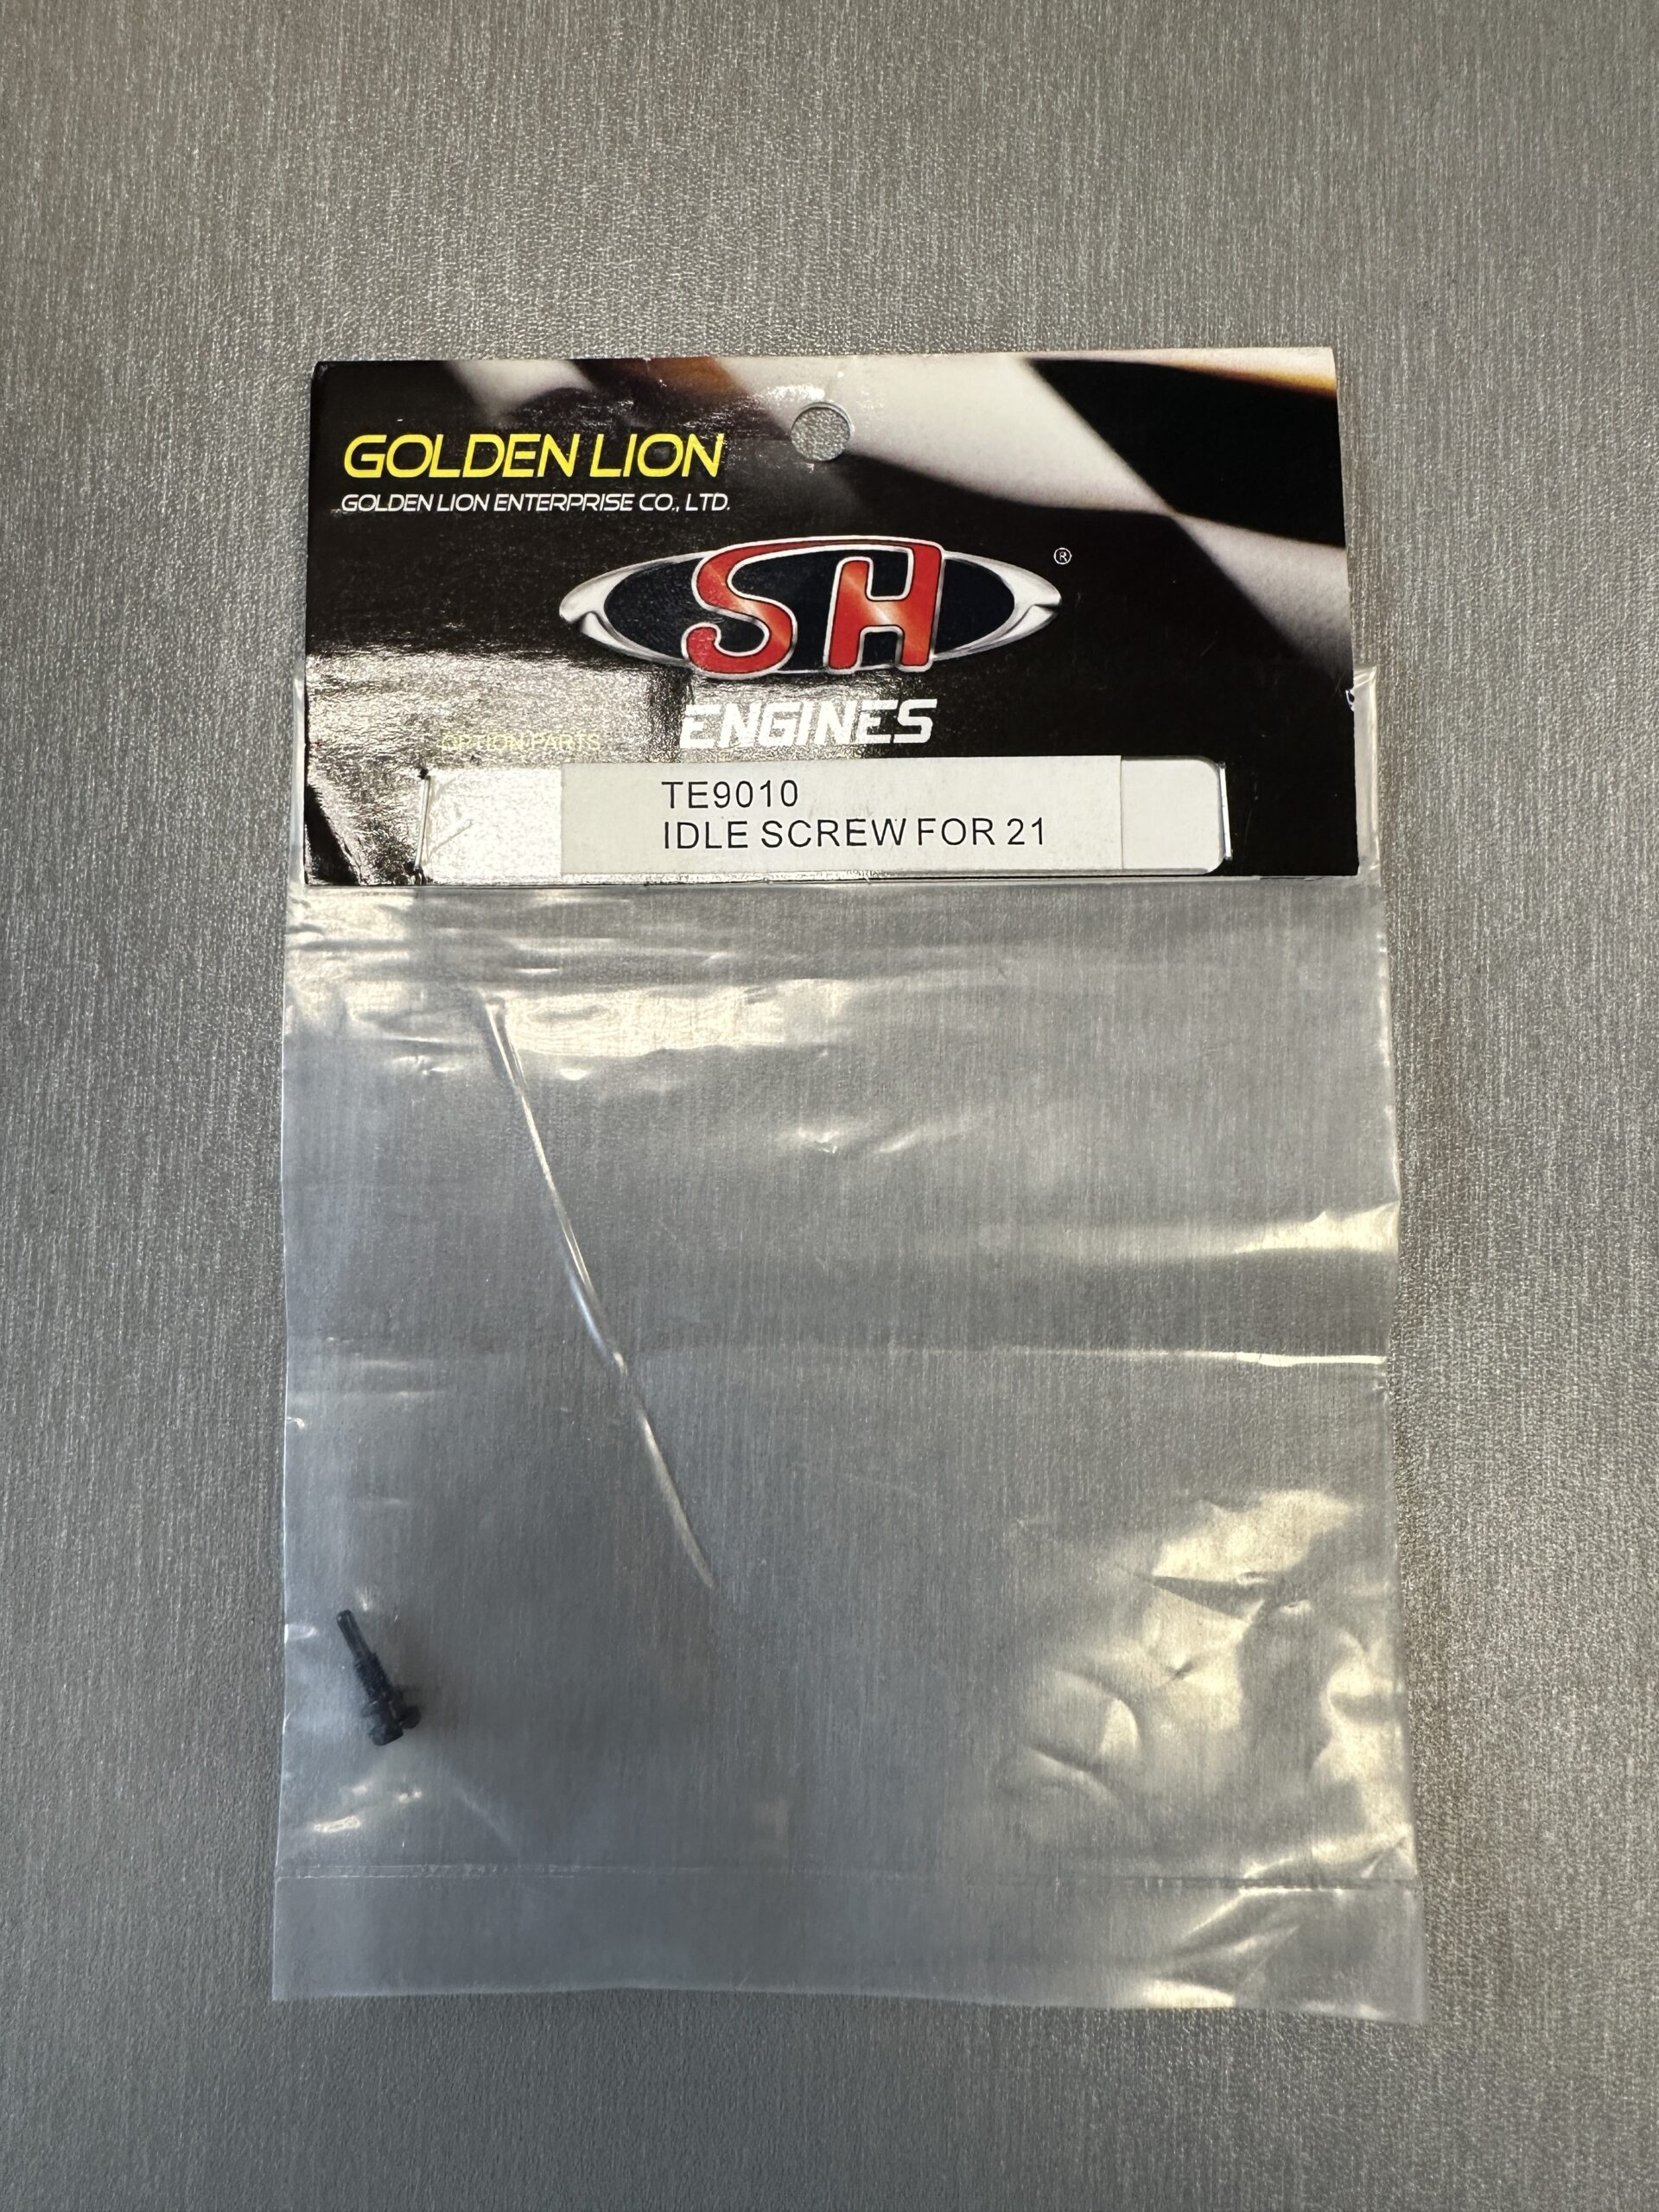 GOLDEN LION
GOLDEN LION ENTERPRISE CO., LTD.
SH ®
ENGINES
OPTION PARTS
TE9010
IDLE SCREW FOR 21